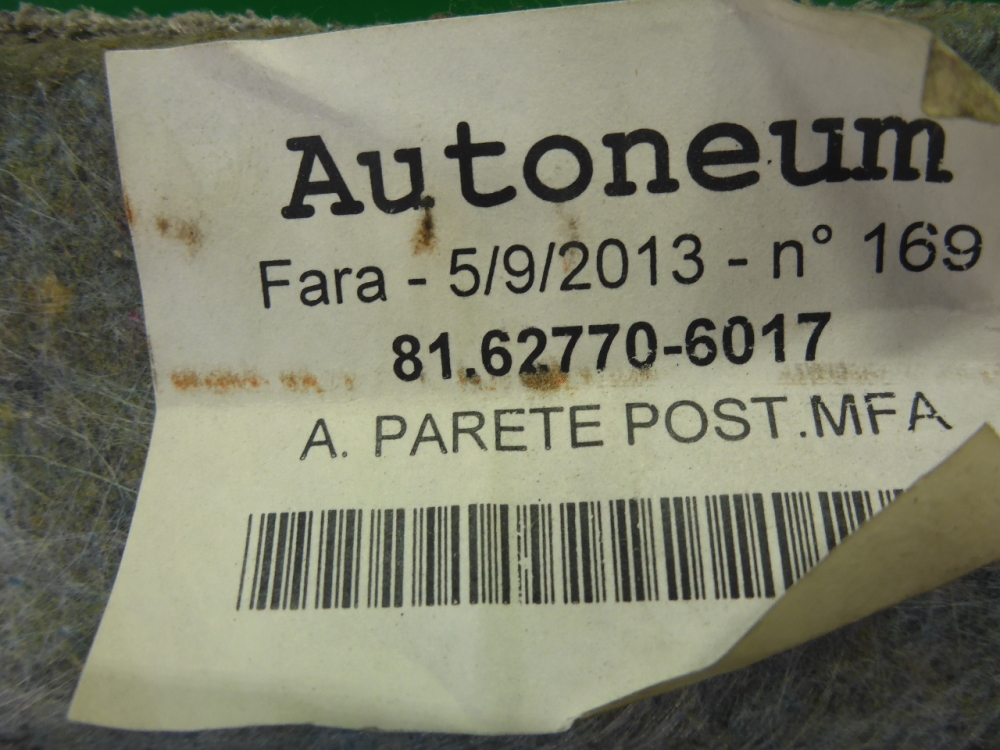 Autoneum
Fara - 5/9/2013 - n° 169
81.62770-6017
A. PARETE POST.MFA